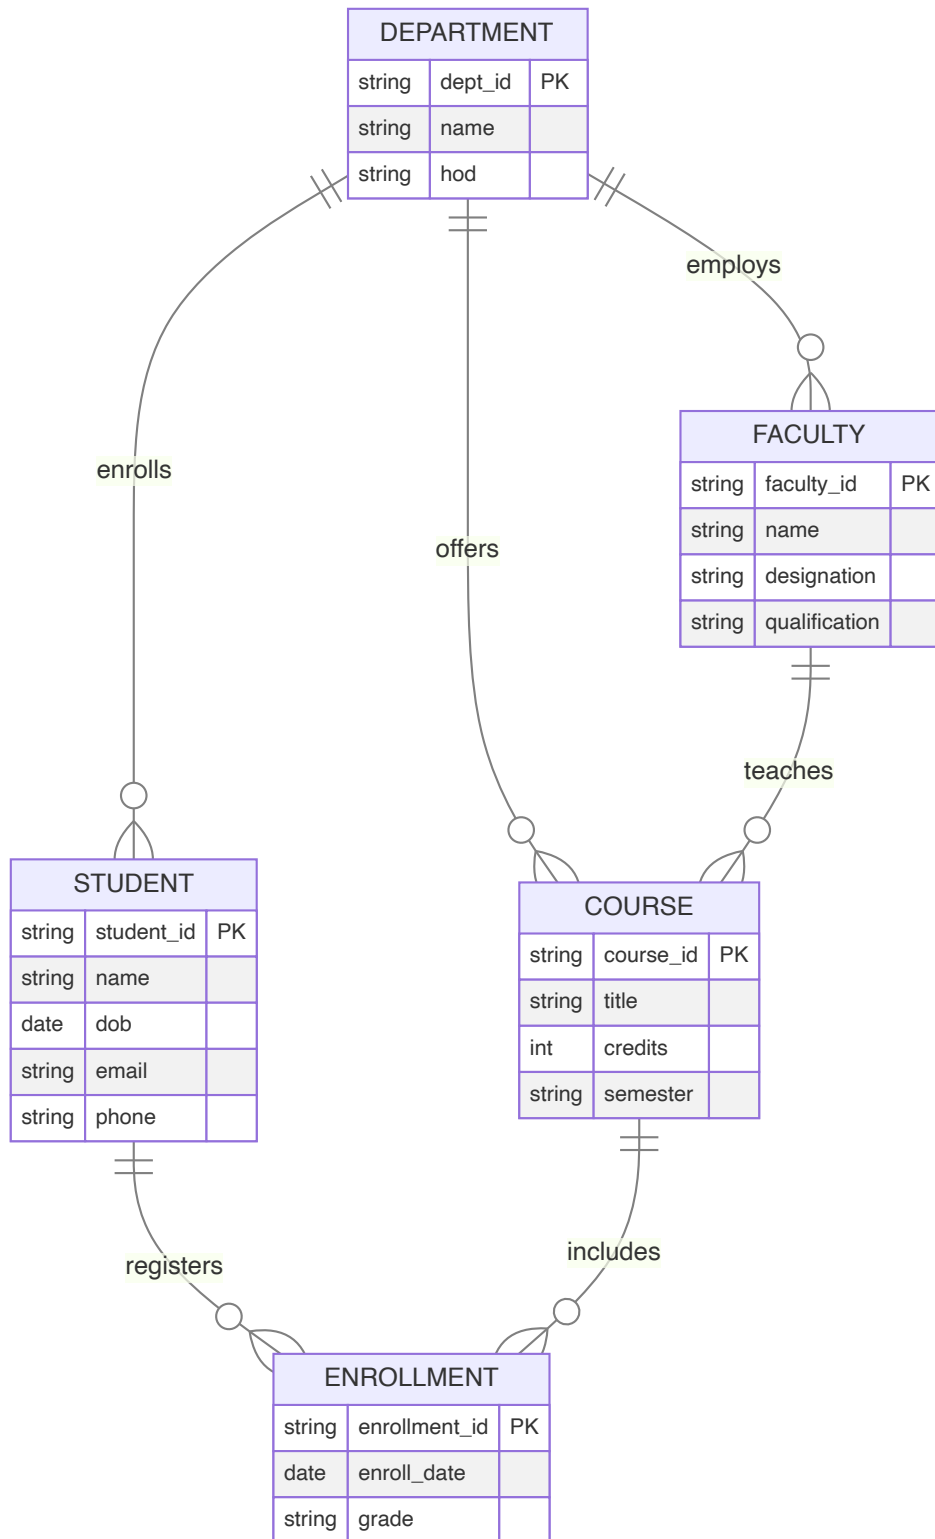 DEPARTMENT
string dept_id PK
string name
string hod
employs
FACULTY
string faculty_id PK
string name
string designation
string qualification
enrolls
offers
teaches
STUDENT
string student_id PK
string name
date dob
string email
string phone
COURSE
string course_id PK
string title
int credits
string semester
registers
includes
ENROLLMENT
string enrollment_id PK
date enroll_date
string grade